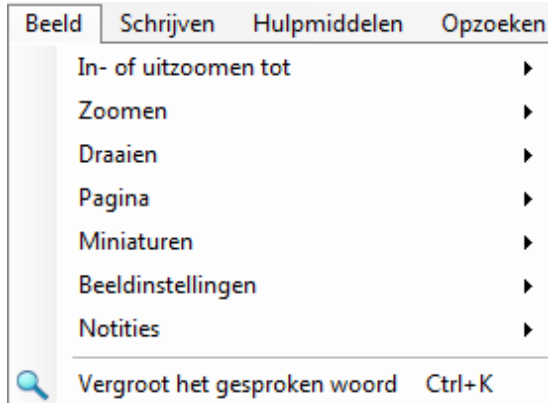 Beeld Schrijven Hulpmiddelen Opzoeken
In- of uitzoomen tot
Zoomen
Draaien
Pagina
Miniaturen
Beeldinstellingen
Notities
Vergroot het gesproken woord Ctrl+K